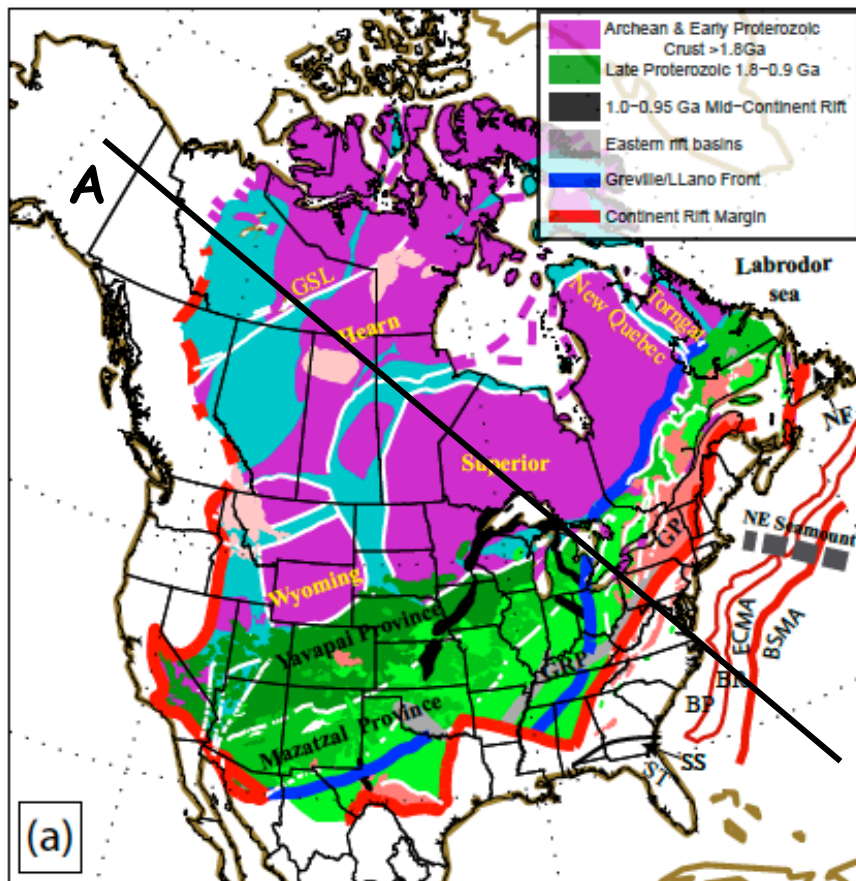 Archean & Early Proterozoic
Crust >1.8Ga
Late Proterozoic 1.8-0.9 Ga
1.0-0.95 Ga Mid-Continent Rift
Eastern rift basins
Greville/LLano Front
Continent Rift Margin
A
Labrodor
sea
GSL
New Quebec
Torngat
Hearn
NF
Superior
GP
NE Seamount
Wyoming
Yavapai Province
ECMA
BSMA
GRP
BP
Mazatzal Province
SS
ST
(a)